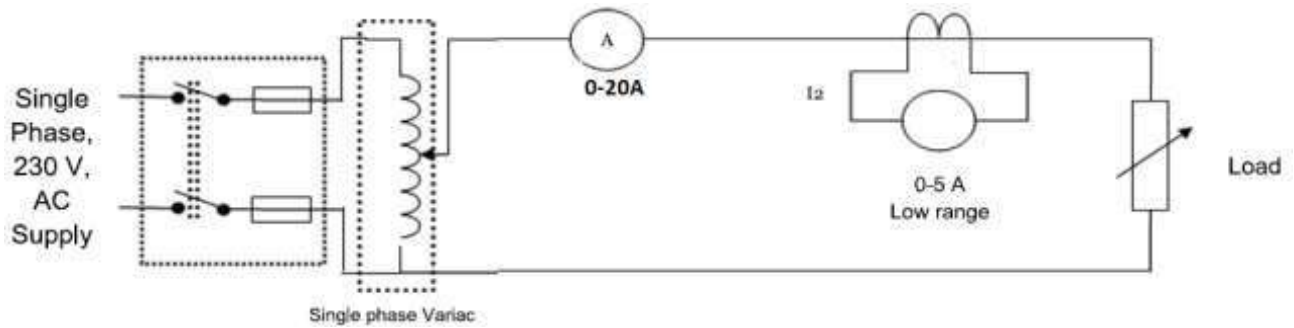 Single
Phase,
230 V,
AC
Supply
Single phase Variac
A
0-20A
I2
0-5 A
Low range
Load